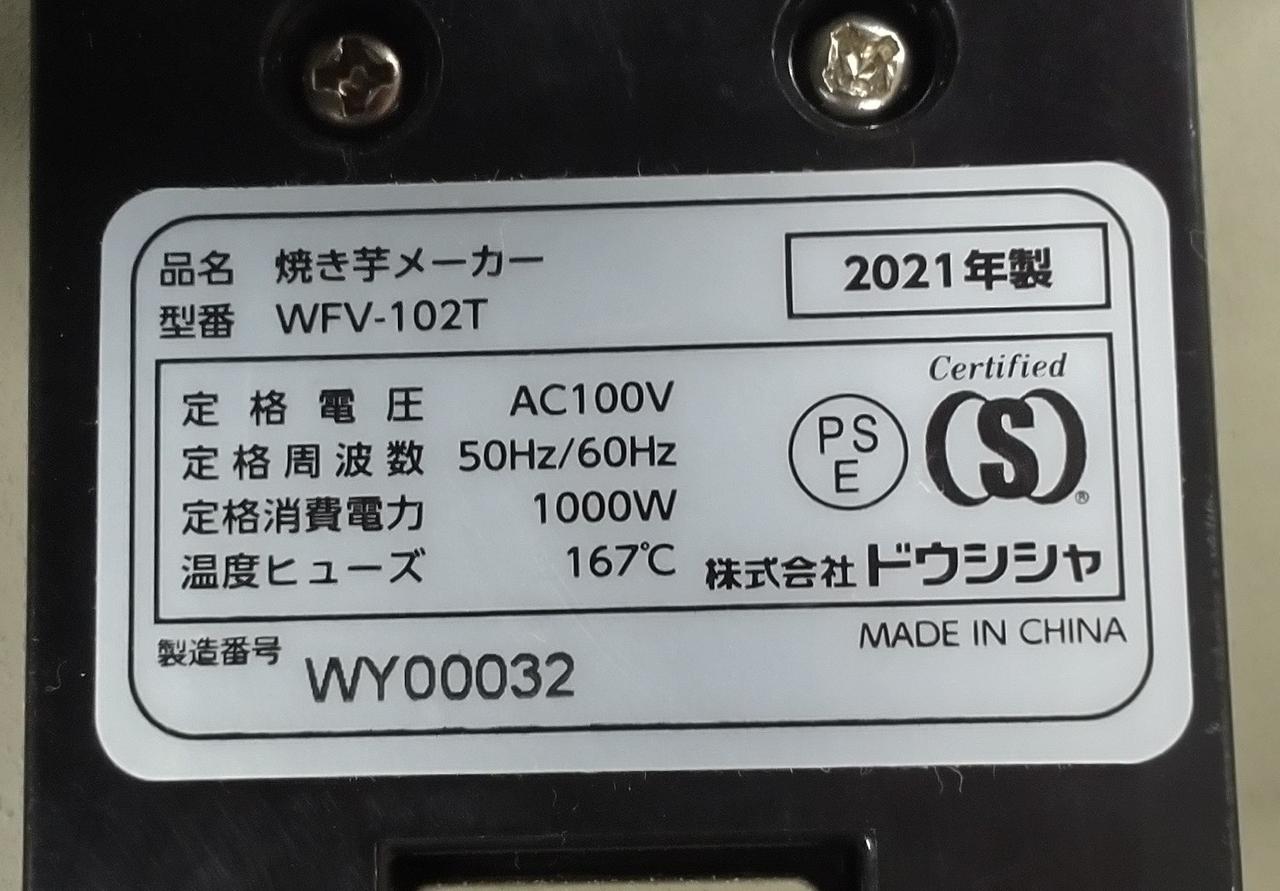 品名 焼き芋メーカー
型番 WFV-102T
2021年製
定格電圧 AC100V
定格周波数 50Hz/60Hz
定格消費電力 1000W
温度ヒューズ 167℃
PS
E
Certified
S®
株式会社ドウシシャ
製造番号 WY00032
MADE IN CHINA